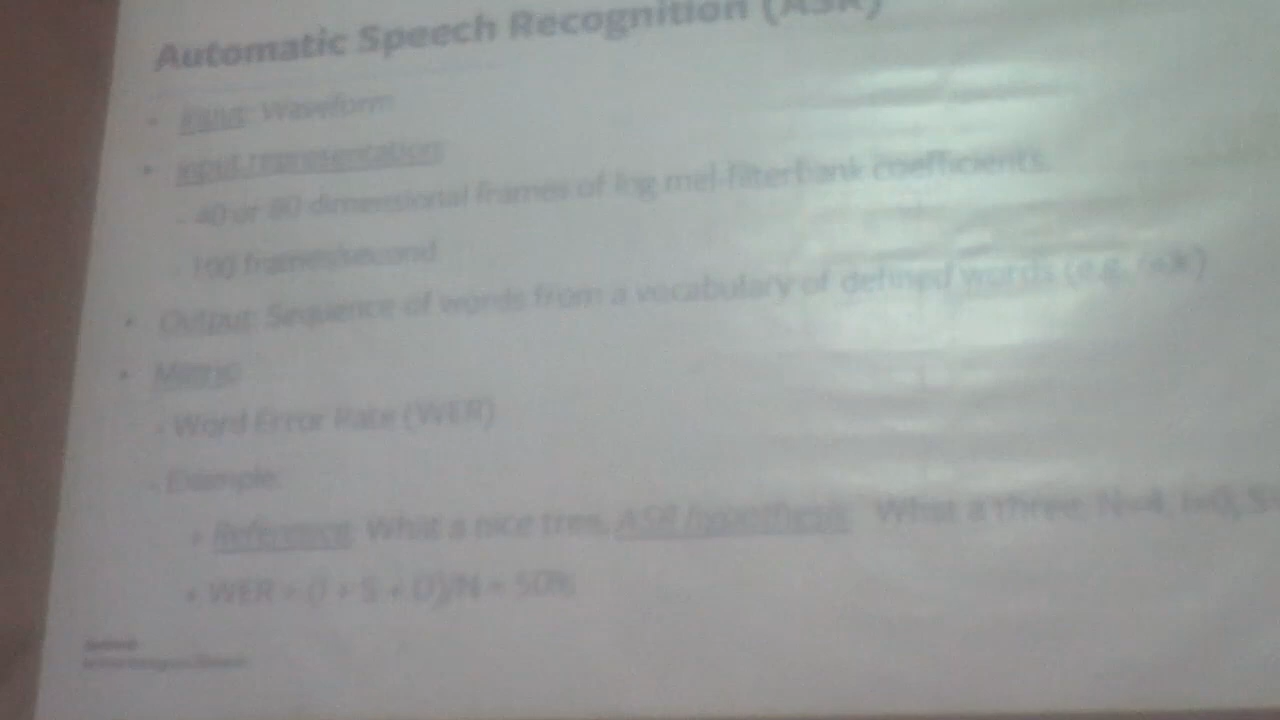 Automatic Speech Recognition (ASR)
• Input: Waveform
• Input representation:
- 40 or 80 dimensional frames of log mel-filterbank coefficients
- 100 frames/second
• Output: Sequence of words from a vocabulary of defined words (e.g.,
• Metric:
- Word Error Rate (WER)
- Example:
• Reference: What a nice tree, ASR hypothesis: What a three; N=4, I=0, S=
• WER = (I + S + D)/N = 50%